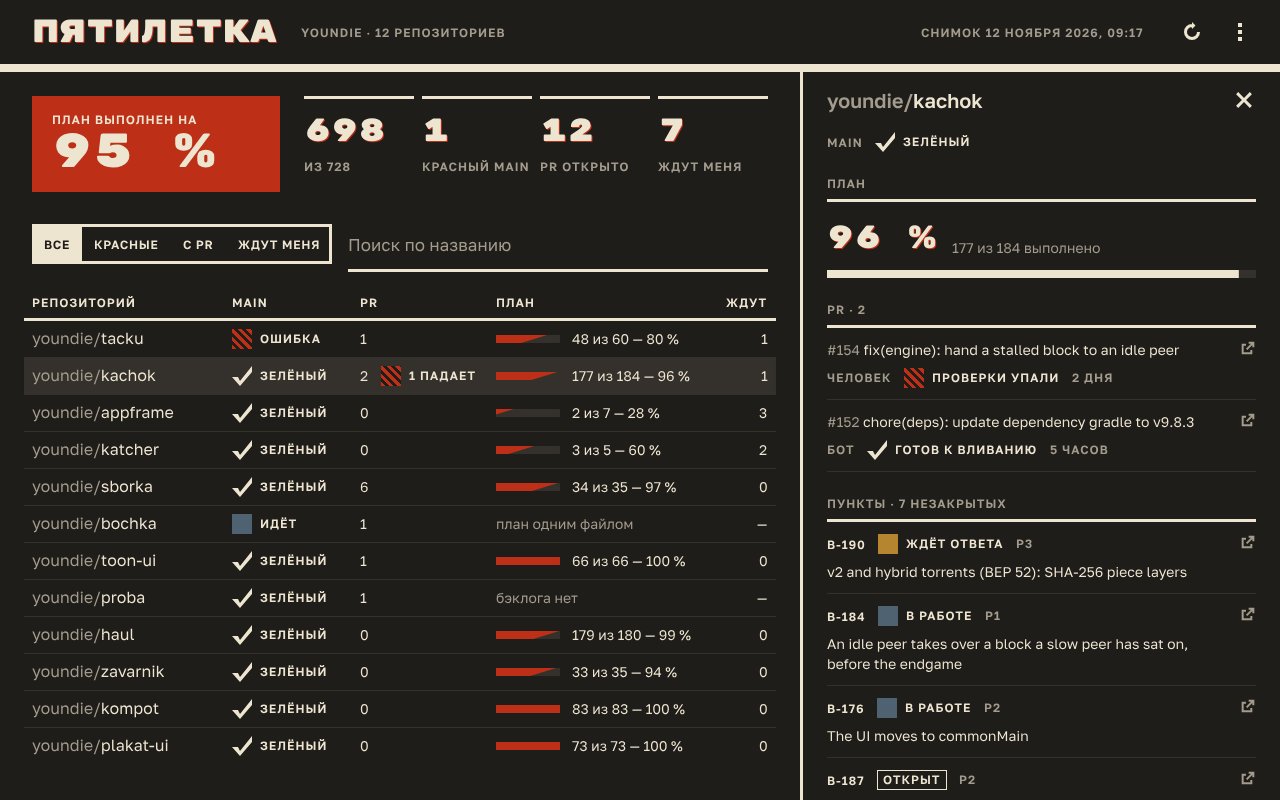 ПЯТИЛЕТКА
YOUNDIE · 12 РЕПОЗИТОРИЕВ
СНИМОК 12 НОЯБРЯ 2026, 09:17
ПЛАН ВЫПОЛНЕН НА
95 %
698
ИЗ 728
1
КРАСНЫЙ MAIN
12
PR ОТКРЫТО
7
ЖДУТ МЕНЯ
ВСЕ КРАСНЫЕ С PR ЖДУТ МЕНЯ
Поиск по названию
РЕПОЗИТОРИЙ MAIN PR ПЛАН ЖДУТ
youndie/tacku ОШИБКА 1 48 из 60 — 80 % 1
youndie/kachok ЗЕЛЁНЫЙ 2 1 ПАДАЕТ 177 из 184 — 96 % 1
youndie/appframe ЗЕЛЁНЫЙ 0 2 из 7 — 28 % 3
youndie/katcher ЗЕЛЁНЫЙ 0 3 из 5 — 60 % 2
youndie/sborka ЗЕЛЁНЫЙ 6 34 из 35 — 97 % 0
youndie/bochka ИДЁТ 1 план одним файлом —
youndie/toon-ui ЗЕЛЁНЫЙ 1 66 из 66 — 100 % 0
youndie/proba ЗЕЛЁНЫЙ 1 бэклога нет —
youndie/haul ЗЕЛЁНЫЙ 0 179 из 180 — 99 % 0
youndie/zavarnik ЗЕЛЁНЫЙ 0 33 из 35 — 94 % 0
youndie/kompot ЗЕЛЁНЫЙ 0 83 из 83 — 100 % 0
youndie/plakat-ui ЗЕЛЁНЫЙ 0 73 из 73 — 100 % 0
youndie/kachok
MAIN ЗЕЛЁНЫЙ
ПЛАН
96 % 177 из 184 выполнено
PR · 2
#154 fix(engine): hand a stalled block to an idle peer
ЧЕЛОВЕК ПРОВЕРКИ УПАЛИ 2 ДНЯ
#152 chore(deps): update dependency gradle to v9.8.3
БОТ ГОТОВ К ВЛИВАНИЮ 5 ЧАСОВ
ПУНКТЫ · 7 НЕЗАКРЫТЫХ
B-190 ЖДЁТ ОТВЕТА P3
v2 and hybrid torrents (BEP 52): SHA-256 piece layers
B-184 В РАБОТЕ P1
An idle peer takes over a block a slow peer has sat on,
before the endgame
B-176 В РАБОТЕ P2
The UI moves to commonMain
B-187 ОТКРЫТ P2